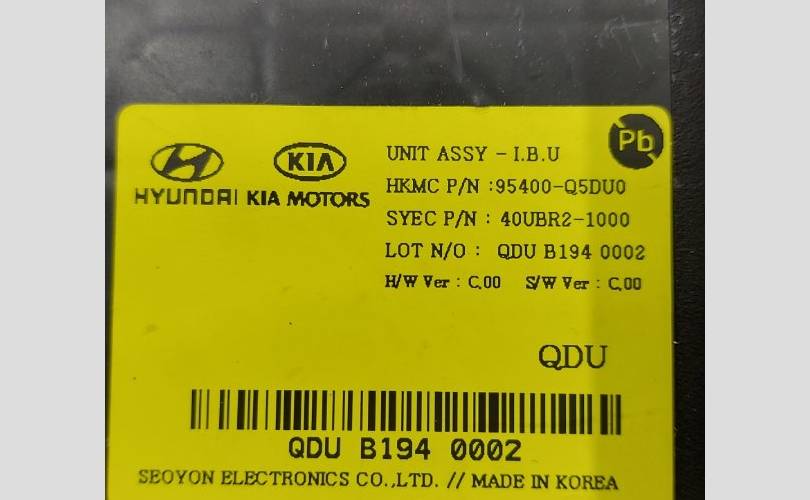 Pb
UNIT ASSY - I.B.U
HYUNDAI KIA KIA MOTORS
HKMC P/N :95400-Q5DU0
SYEC P/N : 40UBR2-1000
LOT N/O : QDU B194 0002
H/W Ver : C.00 S/W Ver : C.00
QDU
QDU B194 0002
SEOYON ELECTRONICS CO.,LTD. // MADE IN KOREA